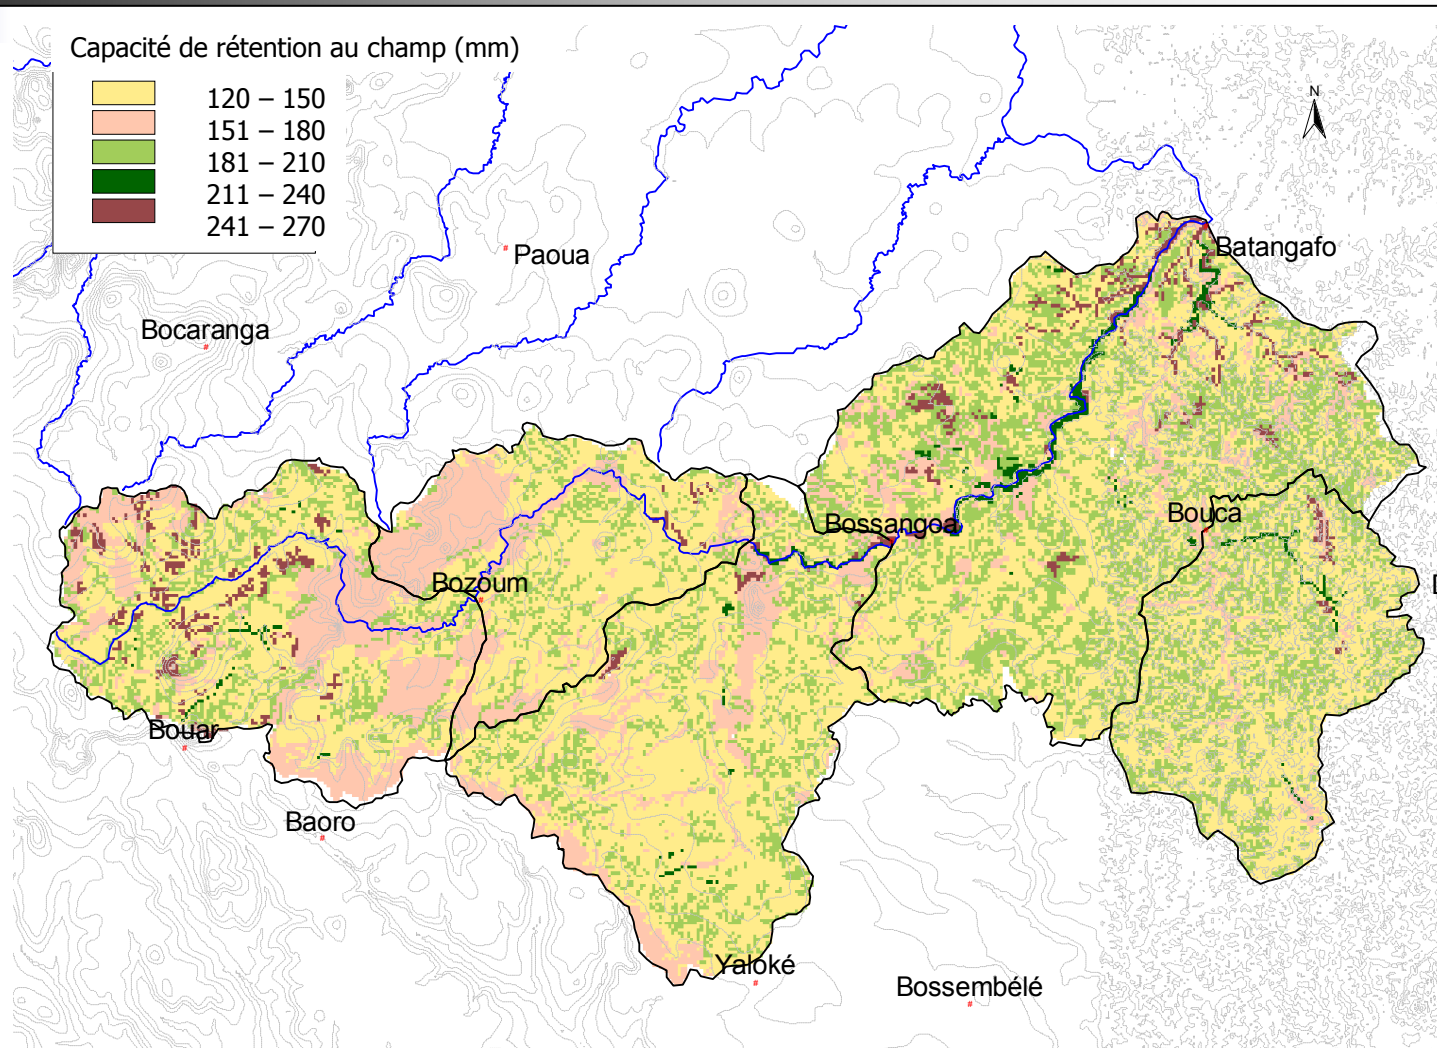 Capacité de rétention au champ (mm)
120 – 150
151 – 180
181 – 210
211 – 240
241 – 270
N
Batangafo
Paoua
Bocaranga
Bossangoa
Bouca
Bozoum
D
Bouar
Baoro
Yaloké
Bossembélé